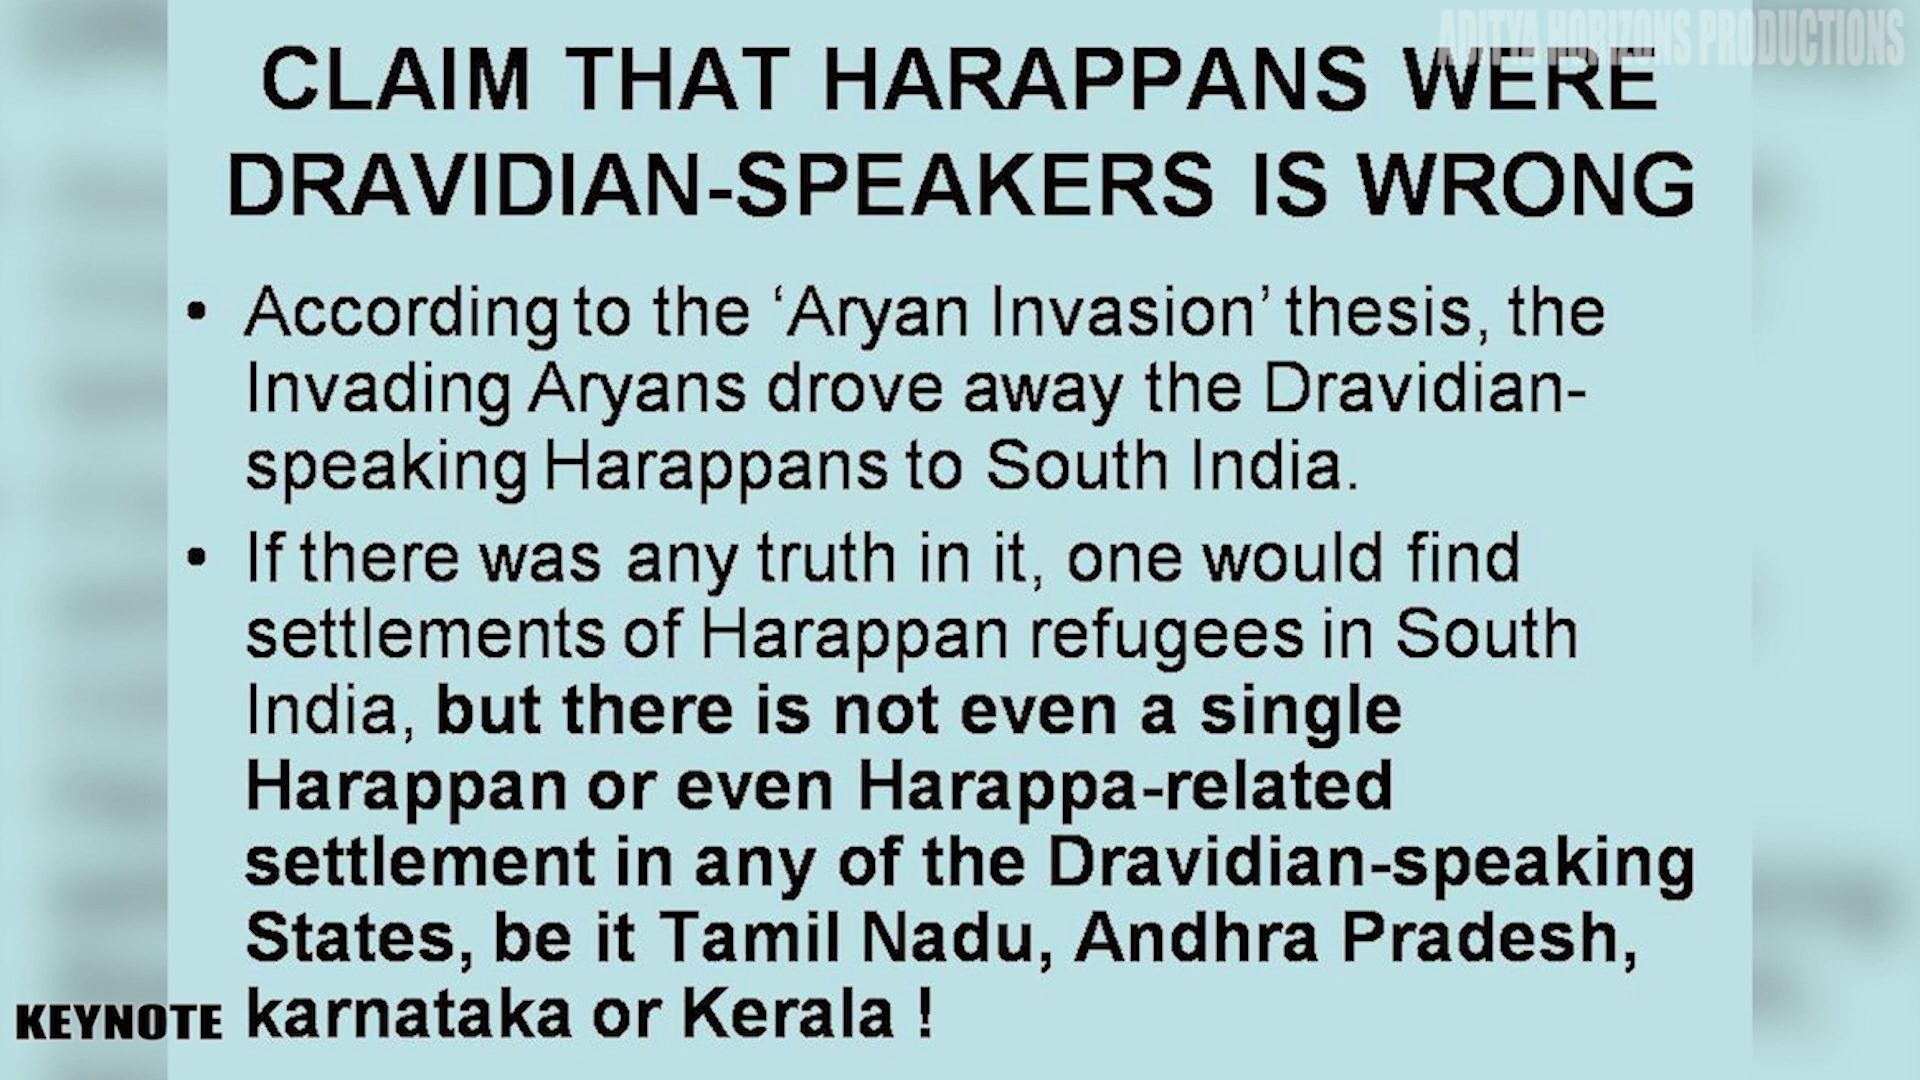 ADITYA HORIZONS PRODUCTIONS
CLAIM THAT HARAPPANS WERE
DRAVIDIAN-SPEAKERS IS WRONG
• According to the ‘Aryan Invasion’ thesis, the
Invading Aryans drove away the Dravidian-
speaking Harappans to South India.
• If there was any truth in it, one would find
settlements of Harappan refugees in South
India, but there is not even a single
Harappan or even Harappa-related
settlement in any of the Dravidian-speaking
States, be it Tamil Nadu, Andhra Pradesh,
karnataka or Kerala !
KEYNOTE